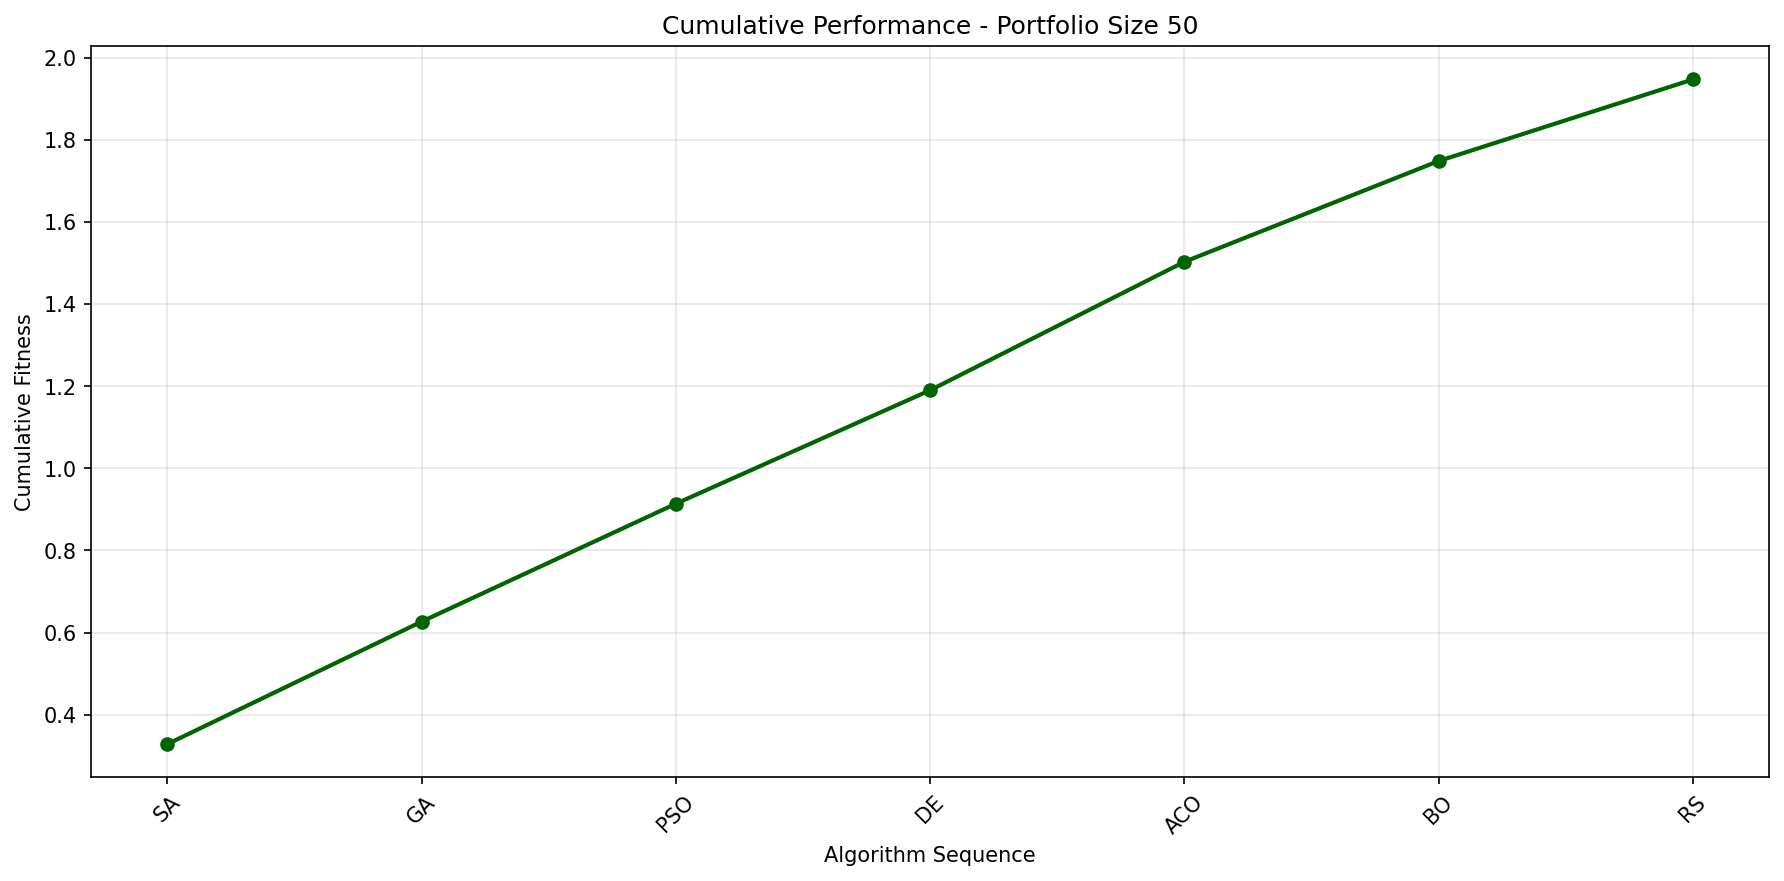 Cumulative Performance - Portfolio Size 50
Cumulative Fitness
2.0
1.8
1.6
1.4
1.2
1.0
0.8
0.6
0.4
SA
GA
PSO
DE
ACO
BO
RS
Algorithm Sequence